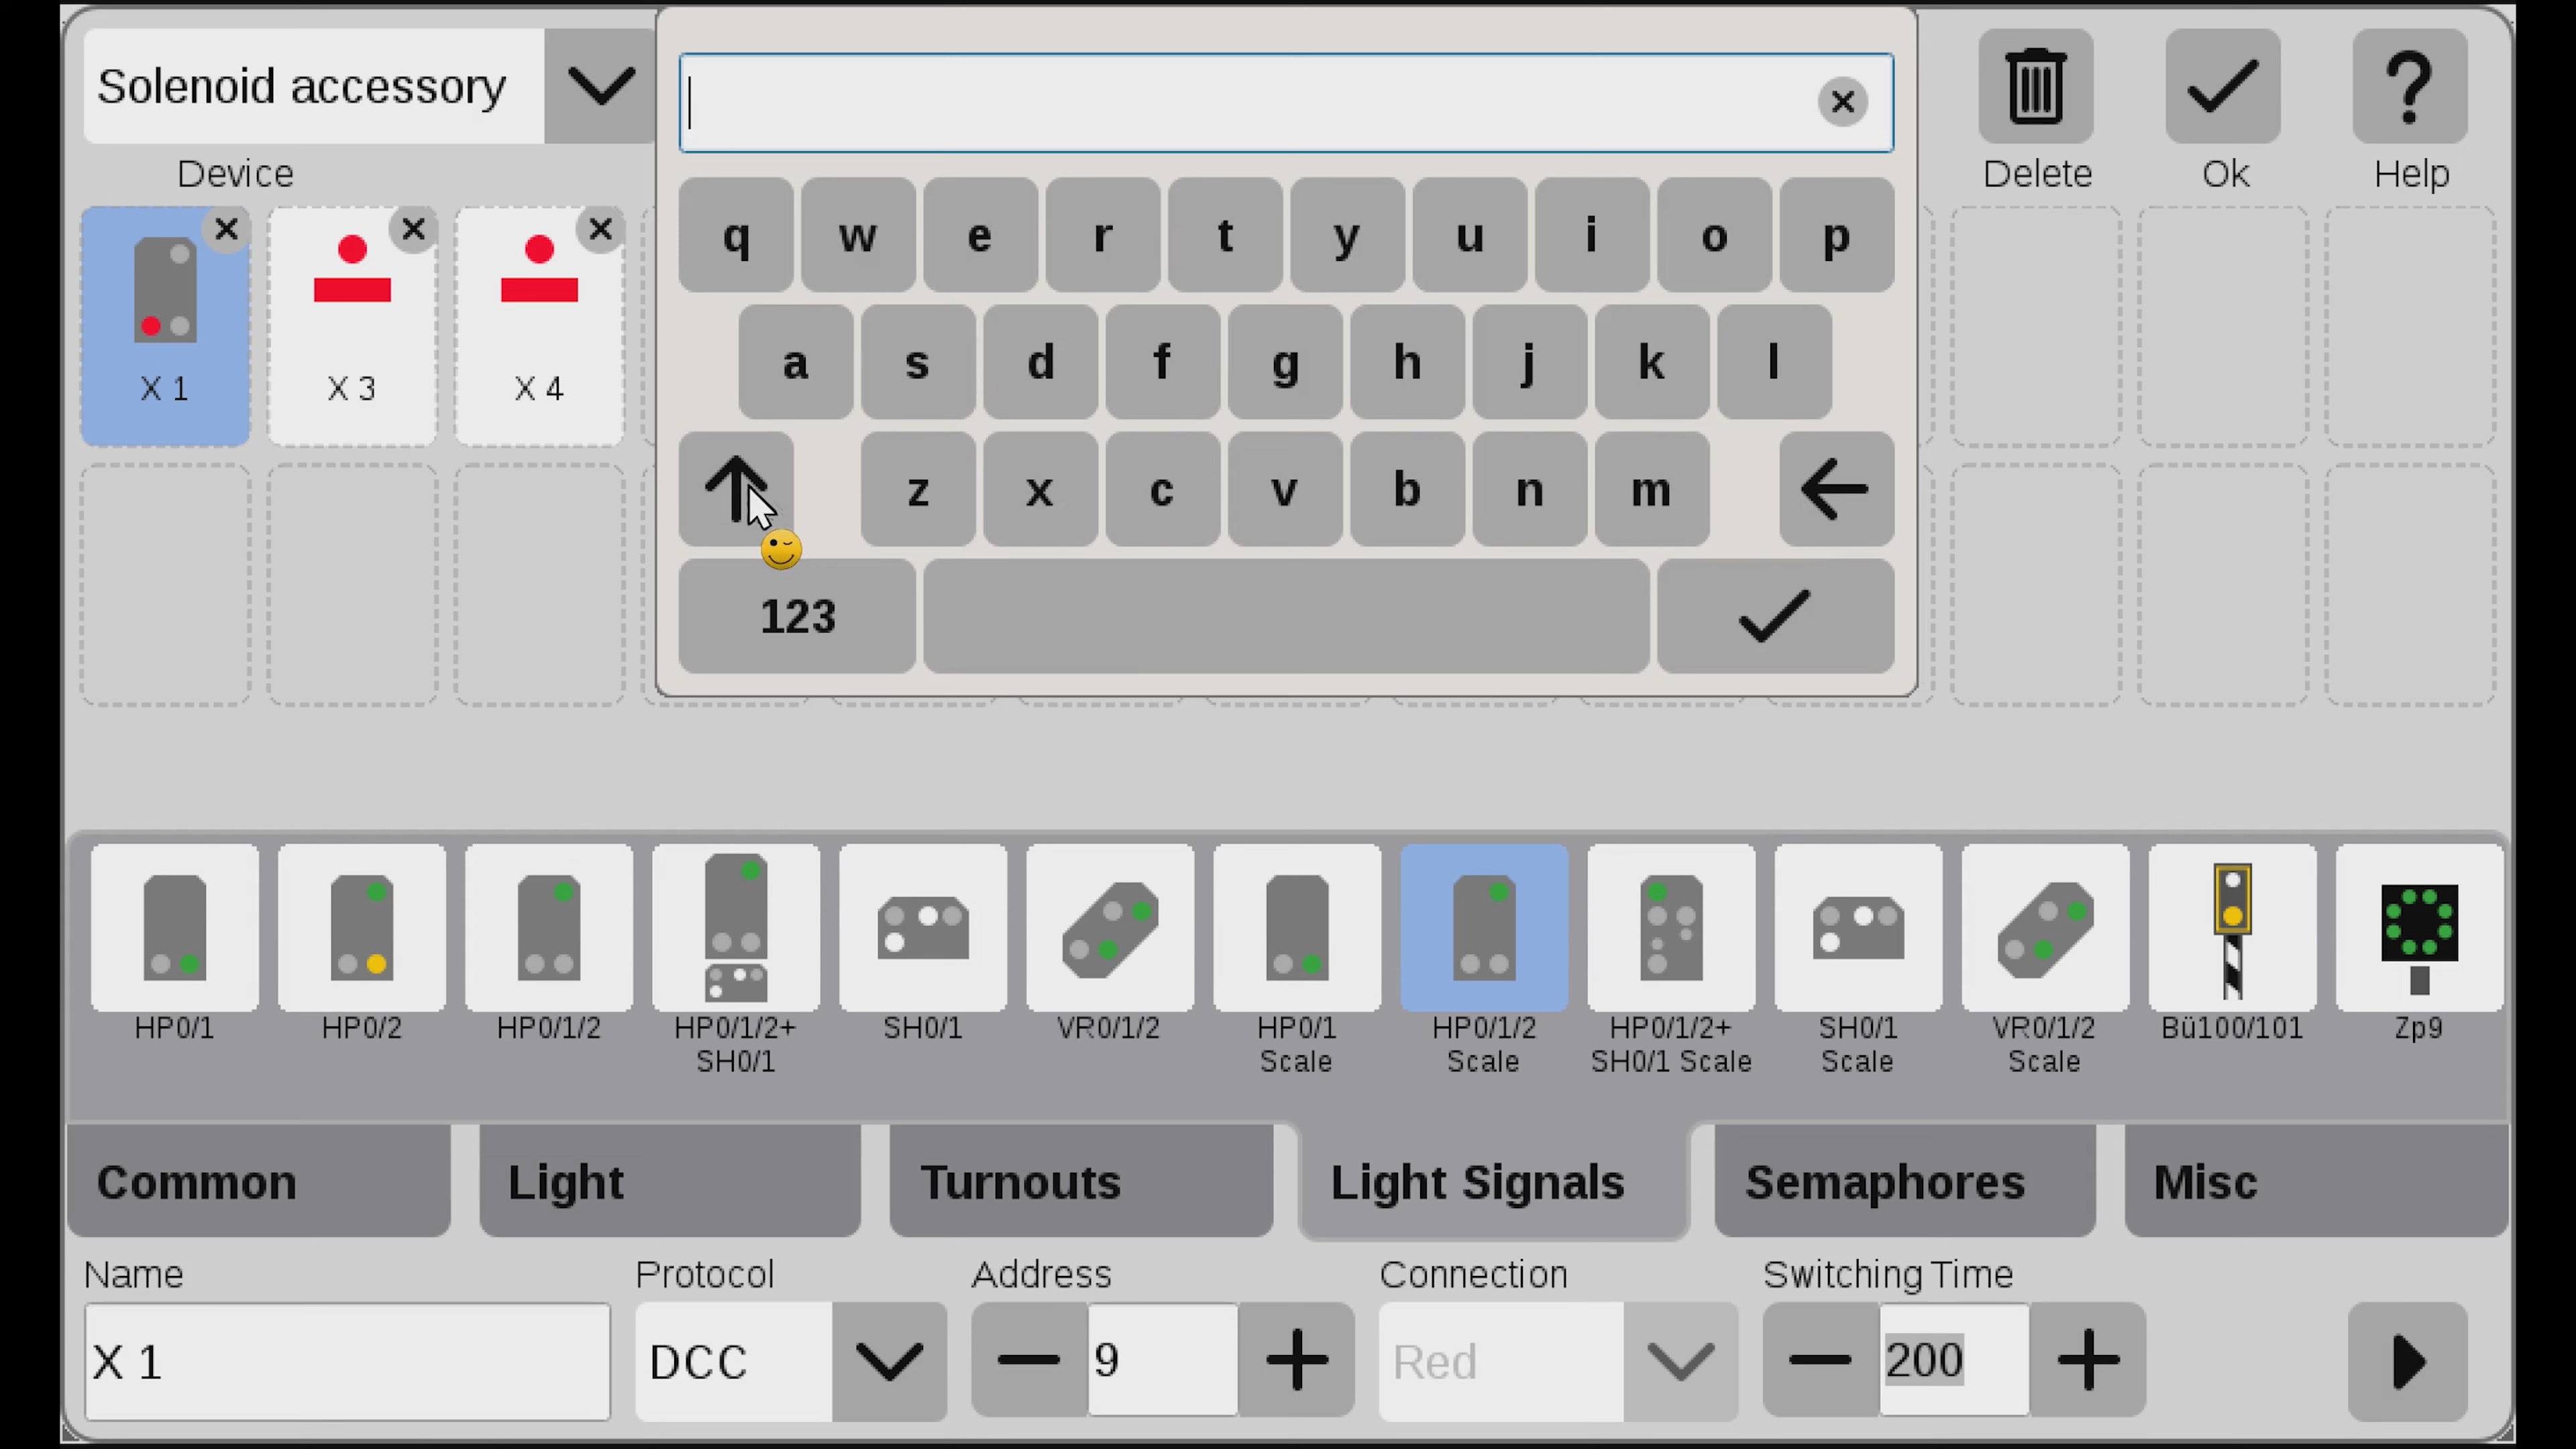 Solenoid accessory
Device
Delete
Ok
Help
X 1
X 3
X 4
q w e r t y u i o p
a s d f g h j k l
z x c v b n m
123
HP0/1
HP0/2
HP0/1/2
HP0/1/2+
SH0/1
SH0/1
VR0/1/2
HP0/1
Scale
HP0/1/2
Scale
HP0/1/2+
SH0/1 Scale
SH0/1
Scale
VR0/1/2
Scale
Bü100/101
Zp9
Common
Light
Turnouts
Light Signals
Semaphores
Misc
Name
Protocol
Address
Connection
Switching Time
X 1
DCC
9
Red
200